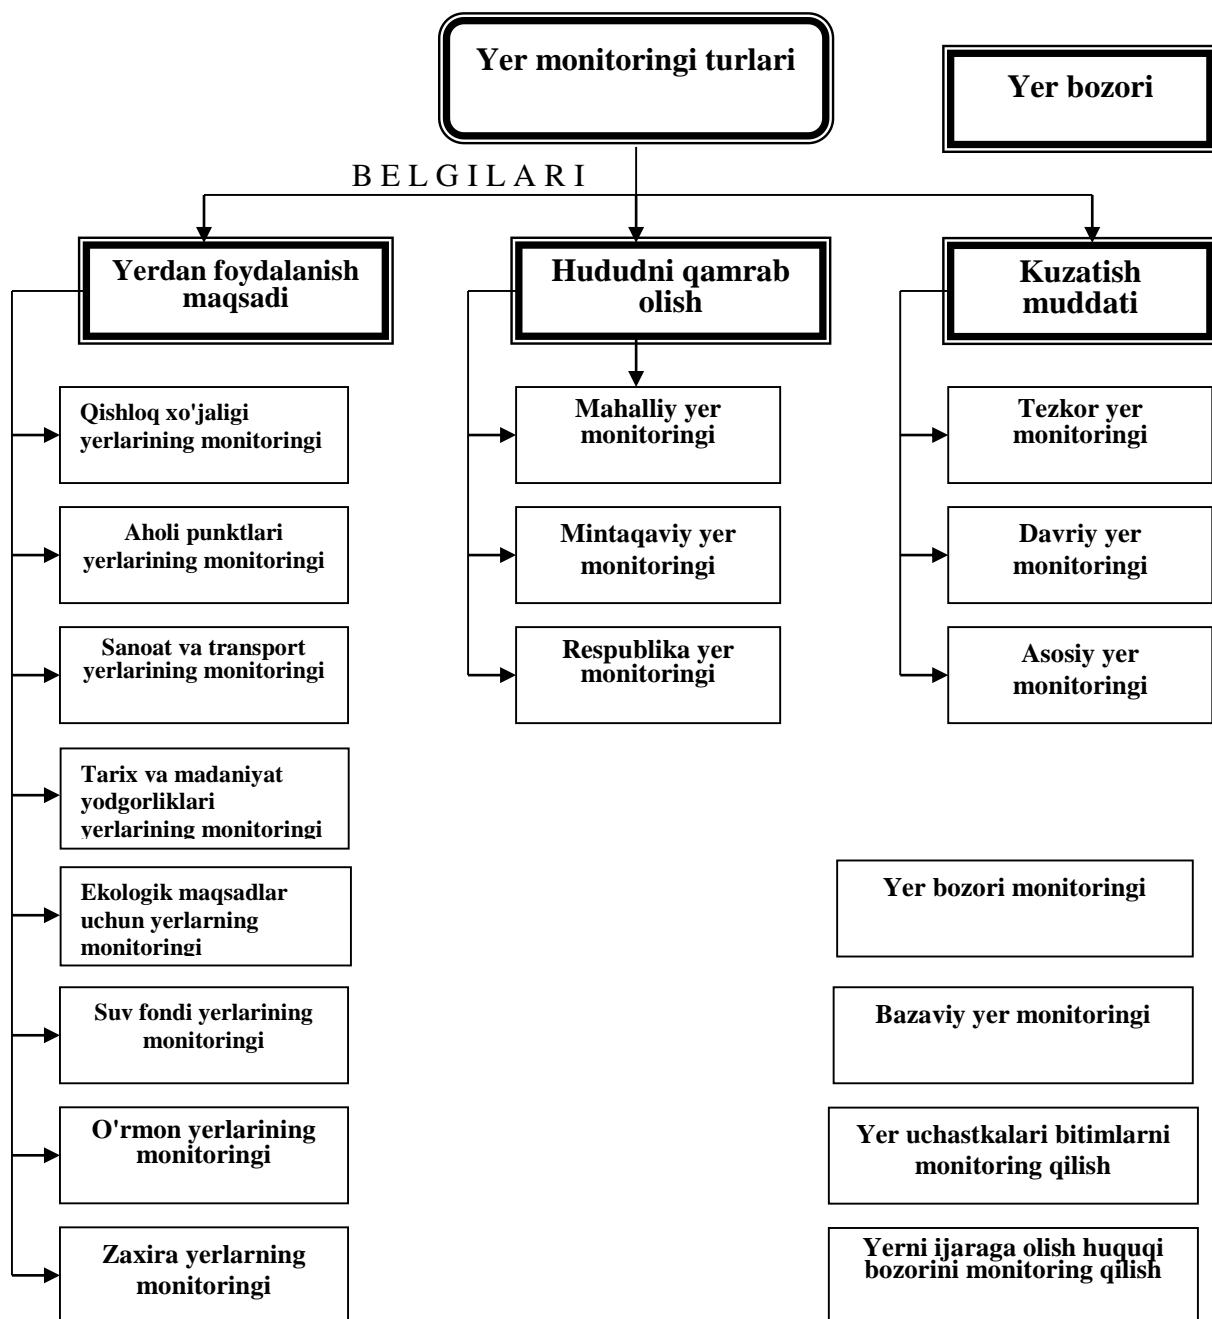 Yer monitoringi turlari
Yer bozori
BELGILARI
Yerdan foydalanish
maqsadi
Hududni qamrab
olish
Kuzatish
muddati
Qishloq xo'jaligi
yerlarining monitoringi
Aholi punktlari
yerlarining monitoringi
Sanoat va transport
yerlarining monitoringi
Tarix va madaniyat
yodgorliklari
yerlarining monitoringi
Ekologik maqsadlar
uchun yerlarning
monitoringi
Suv fondi yerlarining
monitoringi
O'rmon yerlarining
monitoringi
Zaxira yerlarning
monitoringi
Mahalliy yer
monitoringi
Mintaqaviy yer
monitoringi
Respublika yer
monitoringi
Tezkor yer
monitoringi
Davriy yer
monitoringi
Asosiy yer
monitoringi
Yer bozori monitoringi
Bazaviy yer monitoringi
Yer uchastkalari bitimlarni
monitoring qilish
Yerni ijaraga olish huquqi
bozorini monitoring qilish